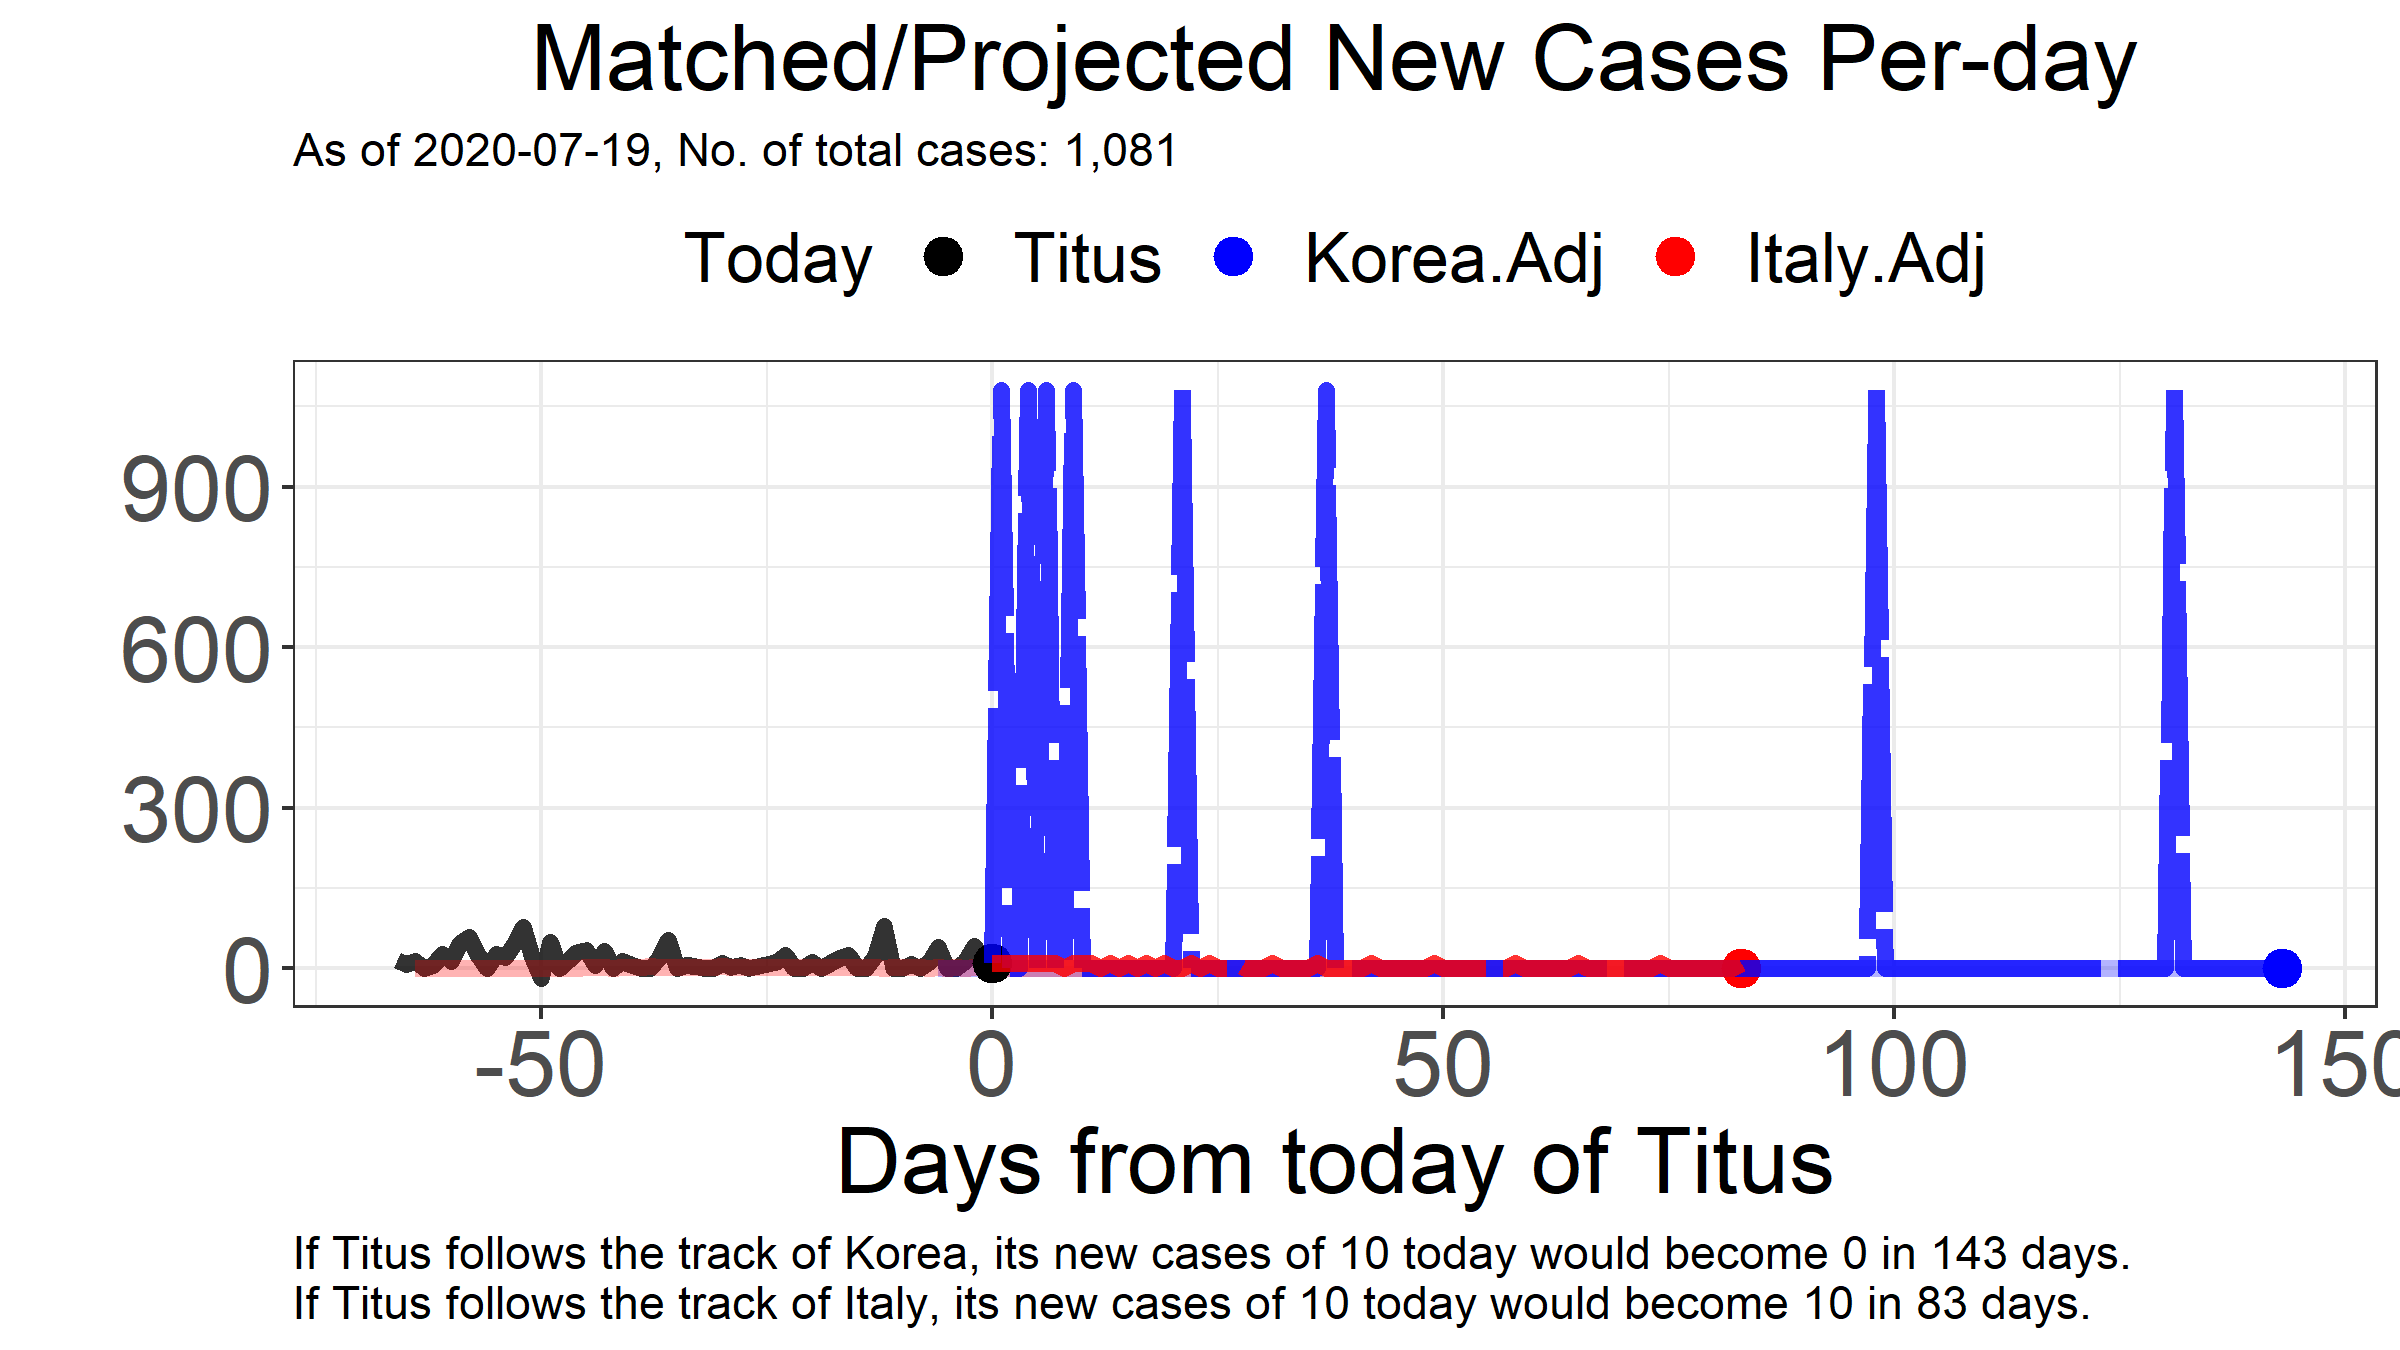 Matched/Projected New Cases Per-day
As of 2020-07-19, No. of total cases: 1,081
Today Titus Korea.Adj Italy.Adj
900
600
300
0
-50 0 50 100 150
Days from today of Titus
If Titus follows the track of Korea, its new cases of 10 today would become 0 in 143 days.
If Titus follows the track of Italy, its new cases of 10 today would become 10 in 83 days.